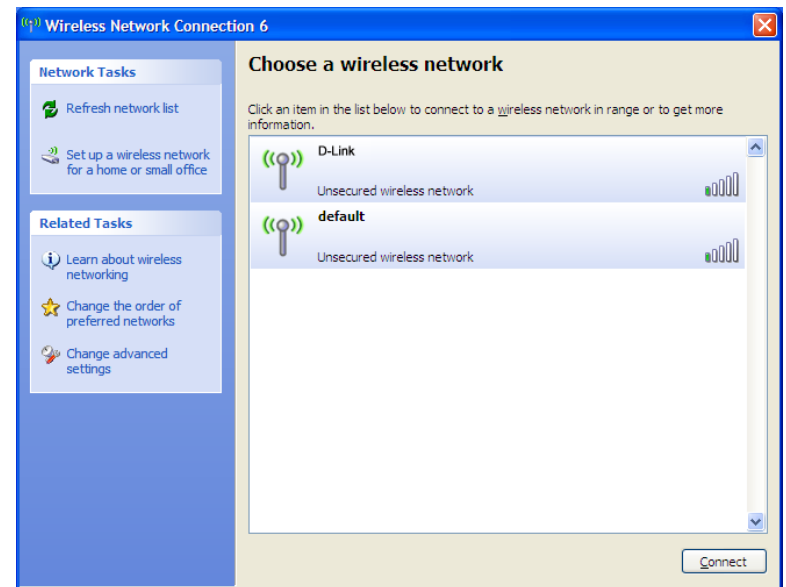 Wireless Network Connection 6
Network Tasks
Refresh network list
Set up a wireless network
for a home or small office
Related Tasks
Learn about wireless
networking
Change the order of
preferred networks
Change advanced
settings
Choose a wireless network
Click an item in the list below to connect to a wireless network in range or to get more
information.
D-Link
Unsecured wireless network
default
Unsecured wireless network
Connect